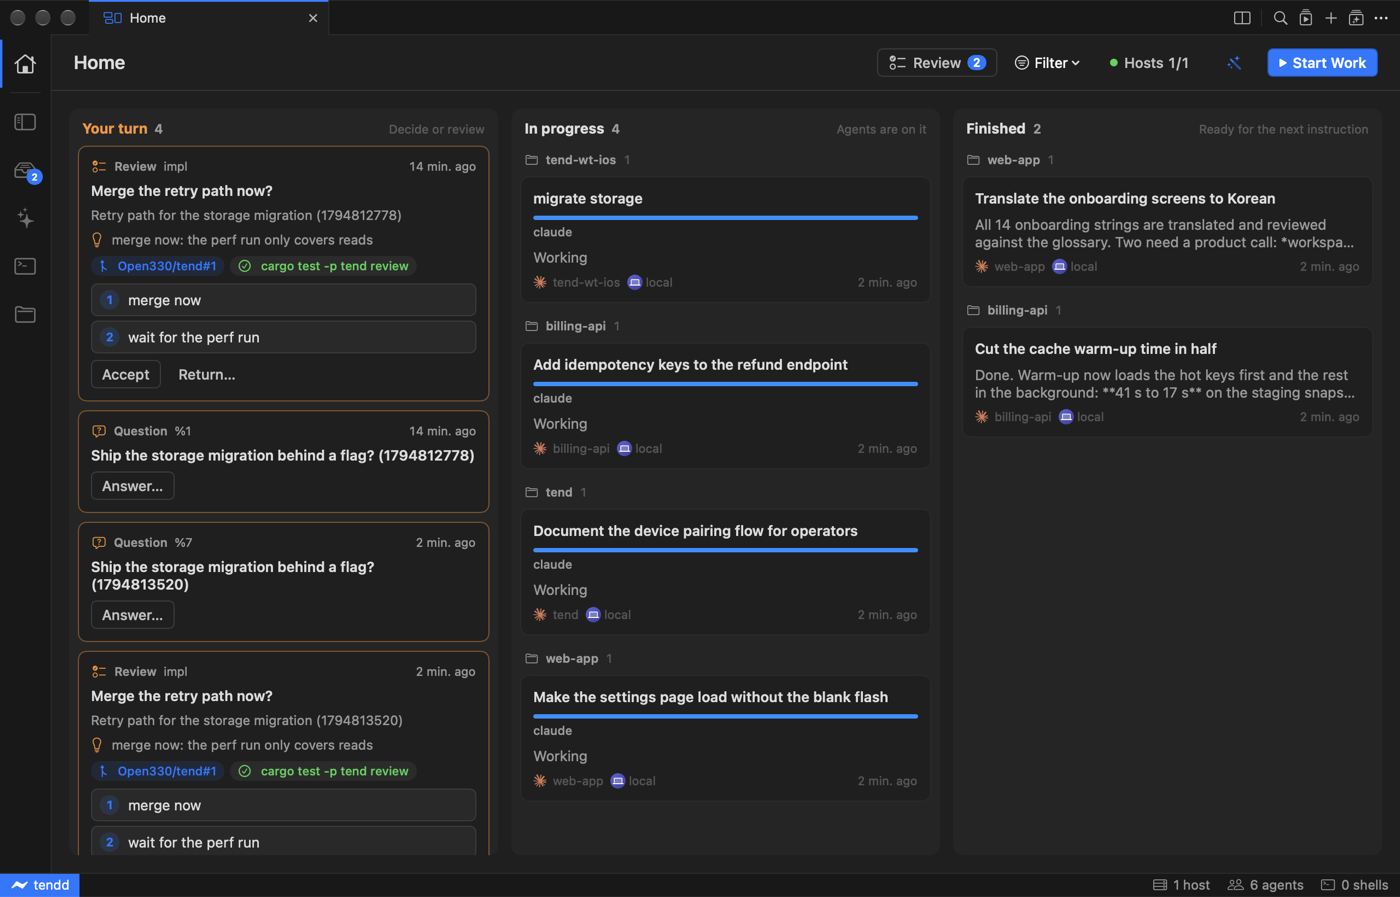 Home
Home
Review 2
Filter
Hosts 1/1
Start Work
2
Your turn 4
Decide or review
Review impl
14 min. ago
Merge the retry path now?
Retry path for the storage migration (1794812778)
merge now: the perf run only covers reads
Open330/tend#1
cargo test -p tend review
1 merge now
2 wait for the perf run
Accept
Return...
Question %1
14 min. ago
Ship the storage migration behind a flag? (1794812778)
Answer...
Question %7
2 min. ago
Ship the storage migration behind a flag?
(1794813520)
Answer...
Review impl
2 min. ago
Merge the retry path now?
Retry path for the storage migration (1794813520)
merge now: the perf run only covers reads
Open330/tend#1
cargo test -p tend review
1 merge now
2 wait for the perf run
In progress 4
Agents are on it
tend-wt-ios 1
migrate storage
claude
Working
tend-wt-ios local
2 min. ago
billing-api 1
Add idempotency keys to the refund endpoint
claude
Working
billing-api local
2 min. ago
tend 1
Document the device pairing flow for operators
claude
Working
tend local
2 min. ago
web-app 1
Make the settings page load without the blank flash
claude
Working
web-app local
2 min. ago
Finished 2
Ready for the next instruction
web-app 1
Translate the onboarding screens to Korean
All 14 onboarding strings are translated and reviewed
against the glossary. Two need a product call: *workspa...
web-app local
2 min. ago
billing-api 1
Cut the cache warm-up time in half
Done. Warm-up now loads the hot keys first and the rest
in the background: **41 s to 17 s** on the staging snaps...
billing-api local
2 min. ago
tendd
1 host
6 agents
0 shells